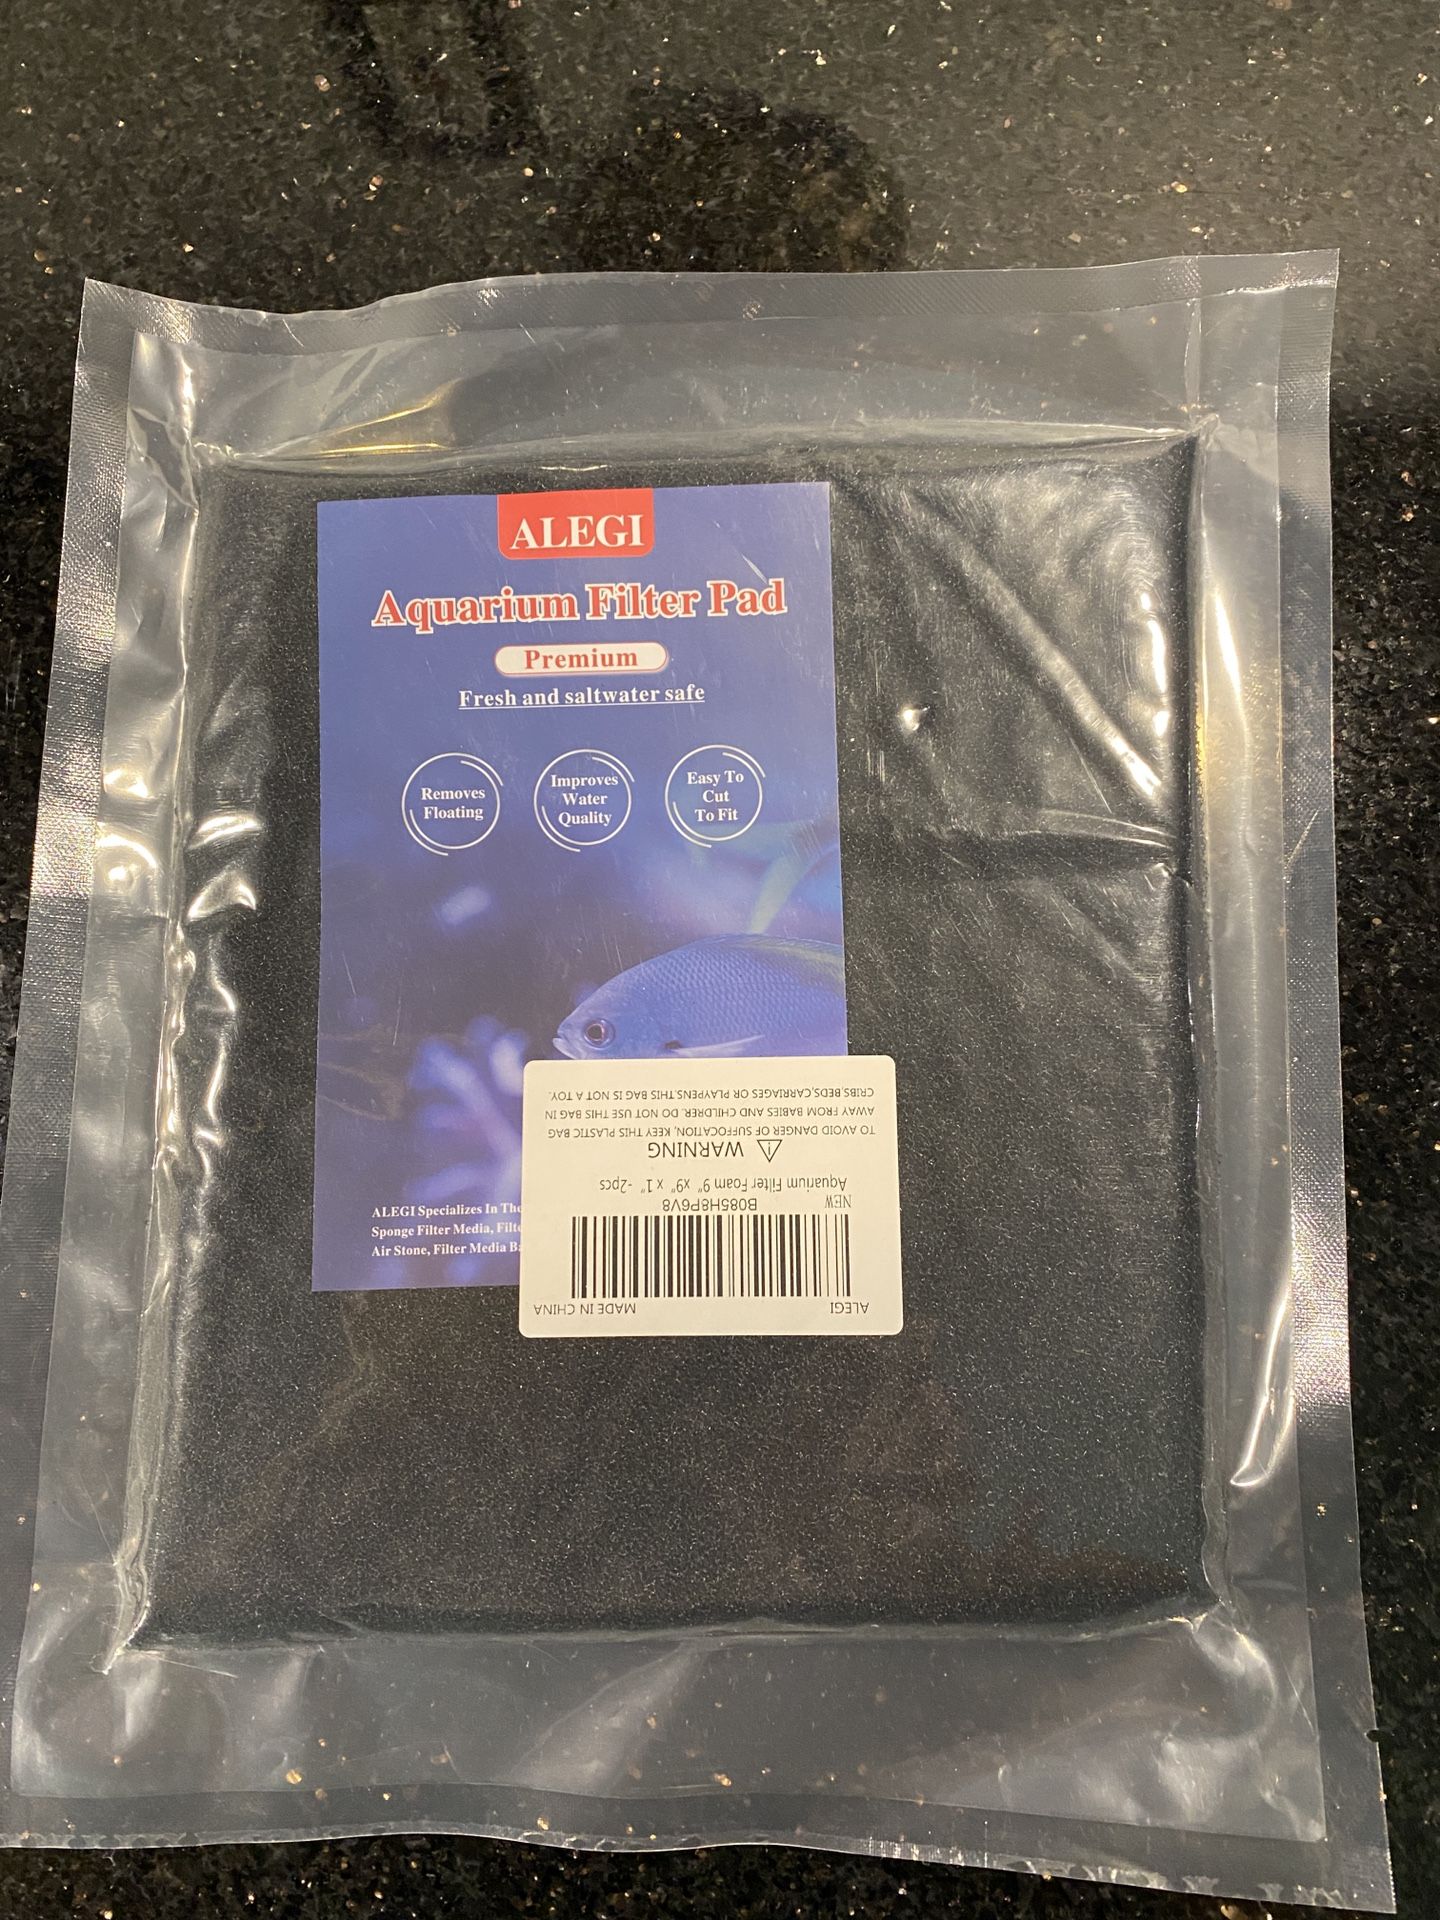 ALEGI
Aquarium Filter Pad
Premium
Fresh and saltwater safe
Removes
Floating
Improves
Water
Quality
Easy To
Cut
To Fit
ALEGI Specializes In The
Sponge Filter Media, Filte
Air Stone, Filter Media Ba
ALEGI MADE IN CHINA
B085H8P6V8
NEW
Aquarium Filter Foam 9" x9" x 1" -2pcs
WARNING
TO AVOID DANGER OF SUFFOCATION, KEEY THIS PLASTIC BAG
AWAY FROM BABIES AND CHILDRER. DO NOT USE THIS BAG IN
CRIBS,BEDS,CARRIAGES OR PLAYPENS.THIS BAG IS NOT A TOY.